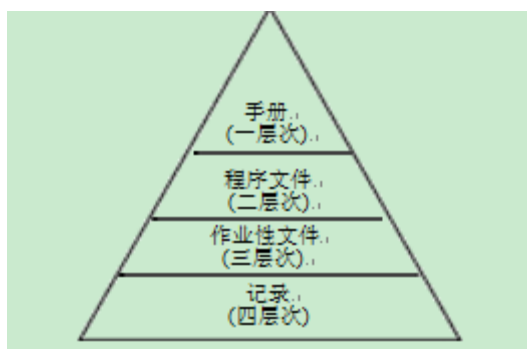 手册
(一层次)
程序文件
(二层次)
作业性文件
(三层次)
记录
(四层次)